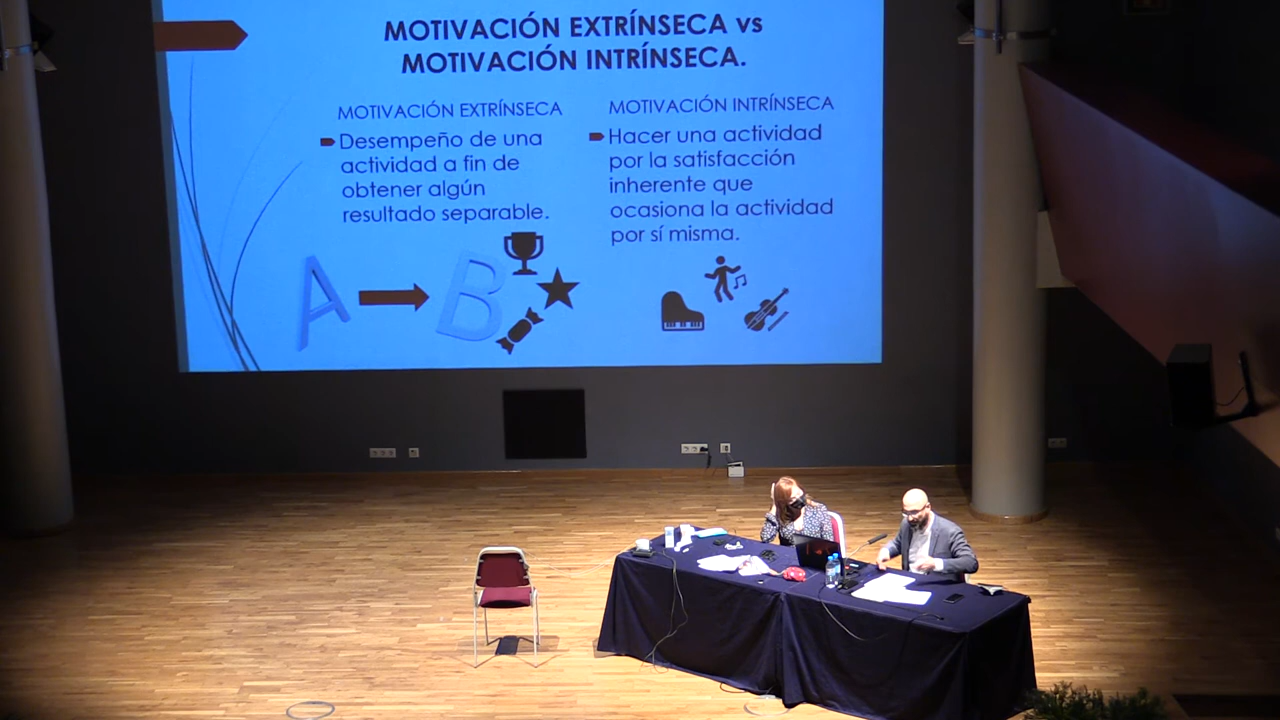 MOTIVACIÓN EXTRÍNSECA vs
MOTIVACIÓN INTRÍNSECA.
MOTIVACIÓN EXTRÍNSECA
Desempeño de una
actividad a fin de
obtener algún
resultado separable.
A
B
MOTIVACIÓN INTRÍNSECA
Hacer una actividad
por la satisfacción
inherente que
ocasiona la actividad
por sí misma.